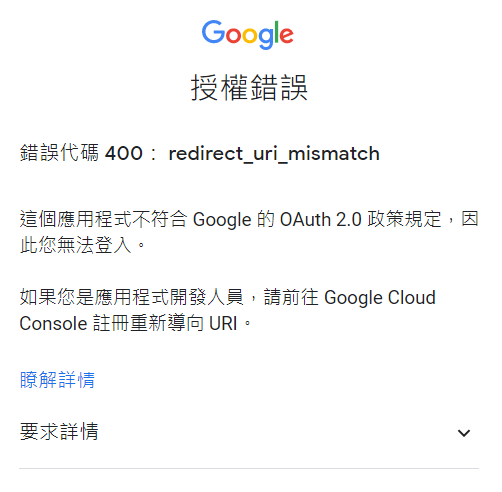 Google
授權錯誤
錯誤代碼 400： redirect_uri_mismatch
這個應用程式不符合 Google 的 OAuth 2.0 政策規定，因
此您無法登入。
如果您是應用程式開發人員，請前往 Google Cloud
Console 註冊重新導向 URI。
瞭解詳情
要求詳情